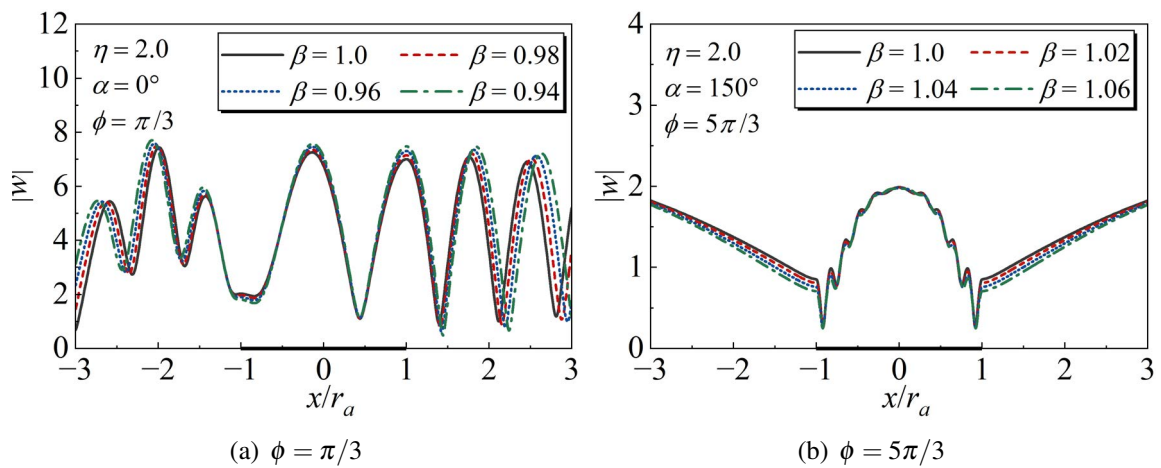 12
10
8
6
4
2
0
|w|
η = 2.0
α = 0°
ϕ = π/3
β = 1.0 β = 0.98
β = 0.96 β = 0.94
−3 −2 −1 0 1 2 3
x/rₐ
(a) ϕ = π/3
4
3
2
1
0
|w|
η = 2.0
α = 150°
ϕ = 5π/3
β = 1.0 β = 1.02
β = 1.04 β = 1.06
−3 −2 −1 0 1 2 3
x/rₐ
(b) ϕ = 5π/3